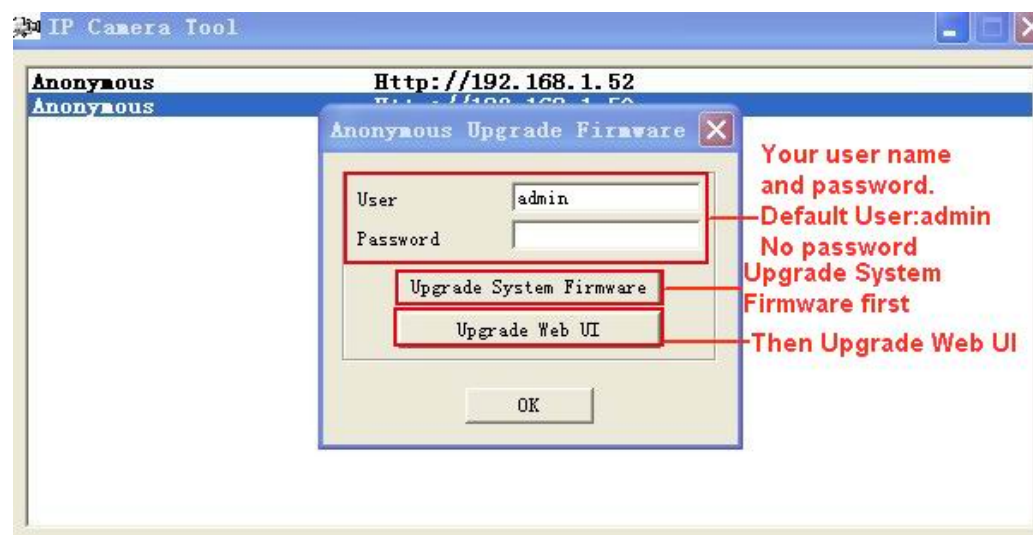 IP Camera Tool
Anonymous Http://192.168.1.52
Anonymous
Anonymous Upgrade Firmware
User admin
Password
Upgrade System Firmware
Upgrade Web UI
OK
Your user name
and password.
Default User:admin
No password
Upgrade System
Firmware first
Then Upgrade Web UI